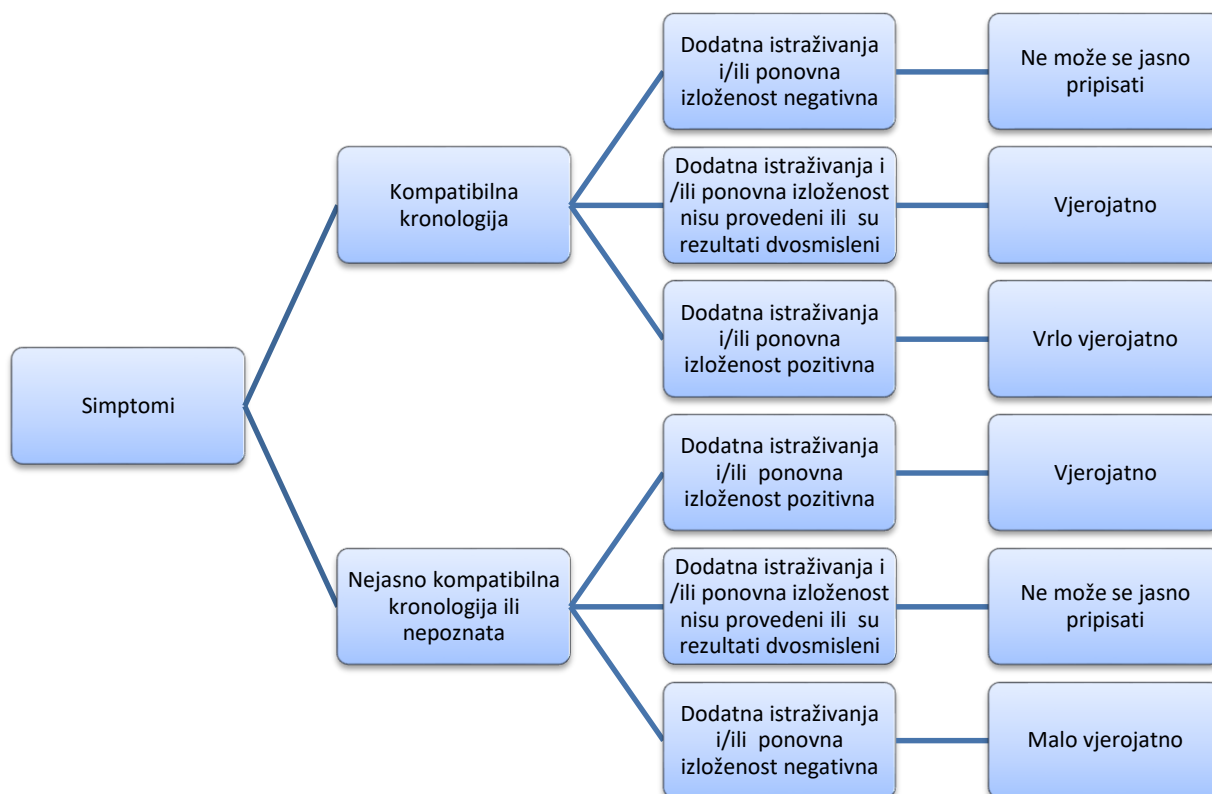 Simptomi
Kompatibilna
kronologija
Dodatna istraživanja
i/ili ponovna
izloženost negativna
Ne može se jasno
pripisati
Dodatna istraživanja i
/ili ponovna izloženost
nisu provedeni ili su
rezultati dvosmisleni
Vjerojatno
Dodatna istraživanja
i/ili ponovna
izloženost pozitivna
Vrlo vjerojatno
Nejasno kompatibilna
kronologija ili
nepoznata
Dodatna istraživanja
i/ili ponovna
izloženost pozitivna
Vjerojatno
Dodatna istraživanja i
/ili ponovna izloženost
nisu provedeni ili su
rezultati dvosmisleni
Ne može se jasno
pripisati
Dodatna istraživanja
i/ili ponovna
izloženost negativna
Malo vjerojatno